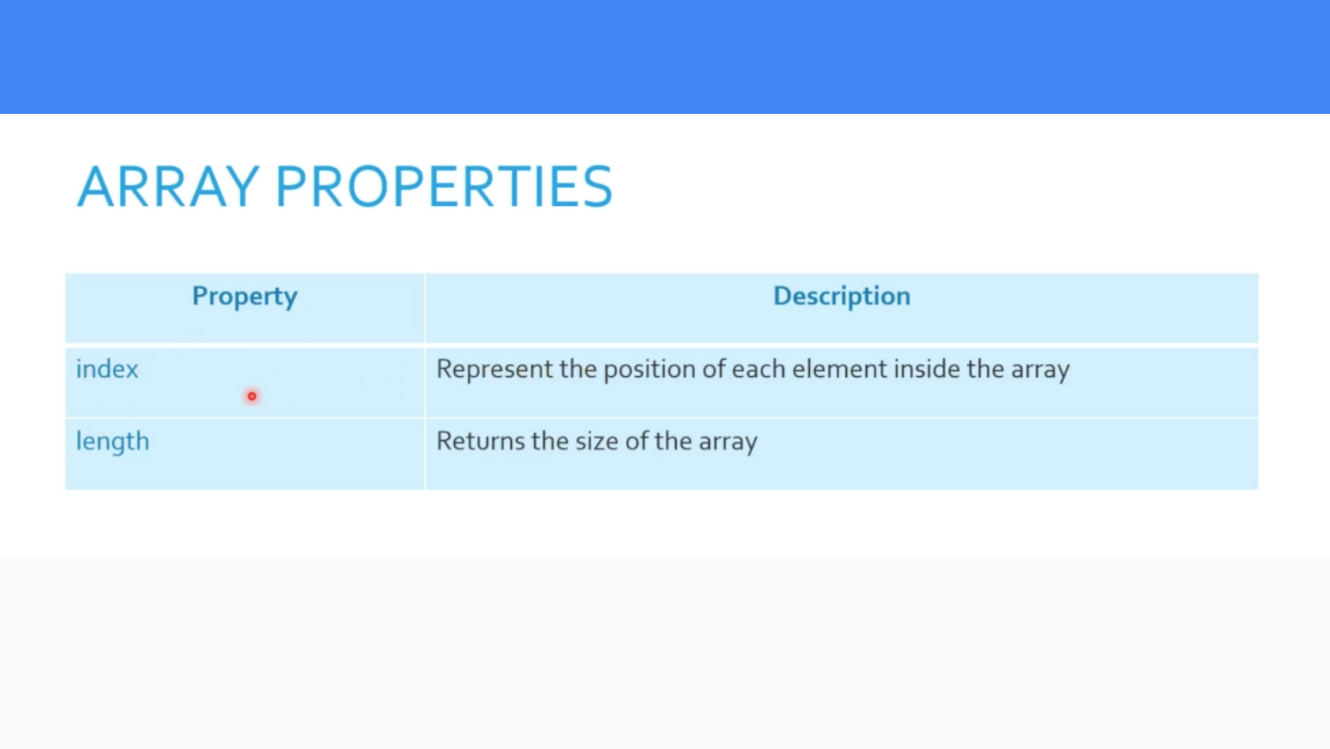 ARRAY PROPERTIES
Property Description
index Represent the position of each element inside the array
length Returns the size of the array